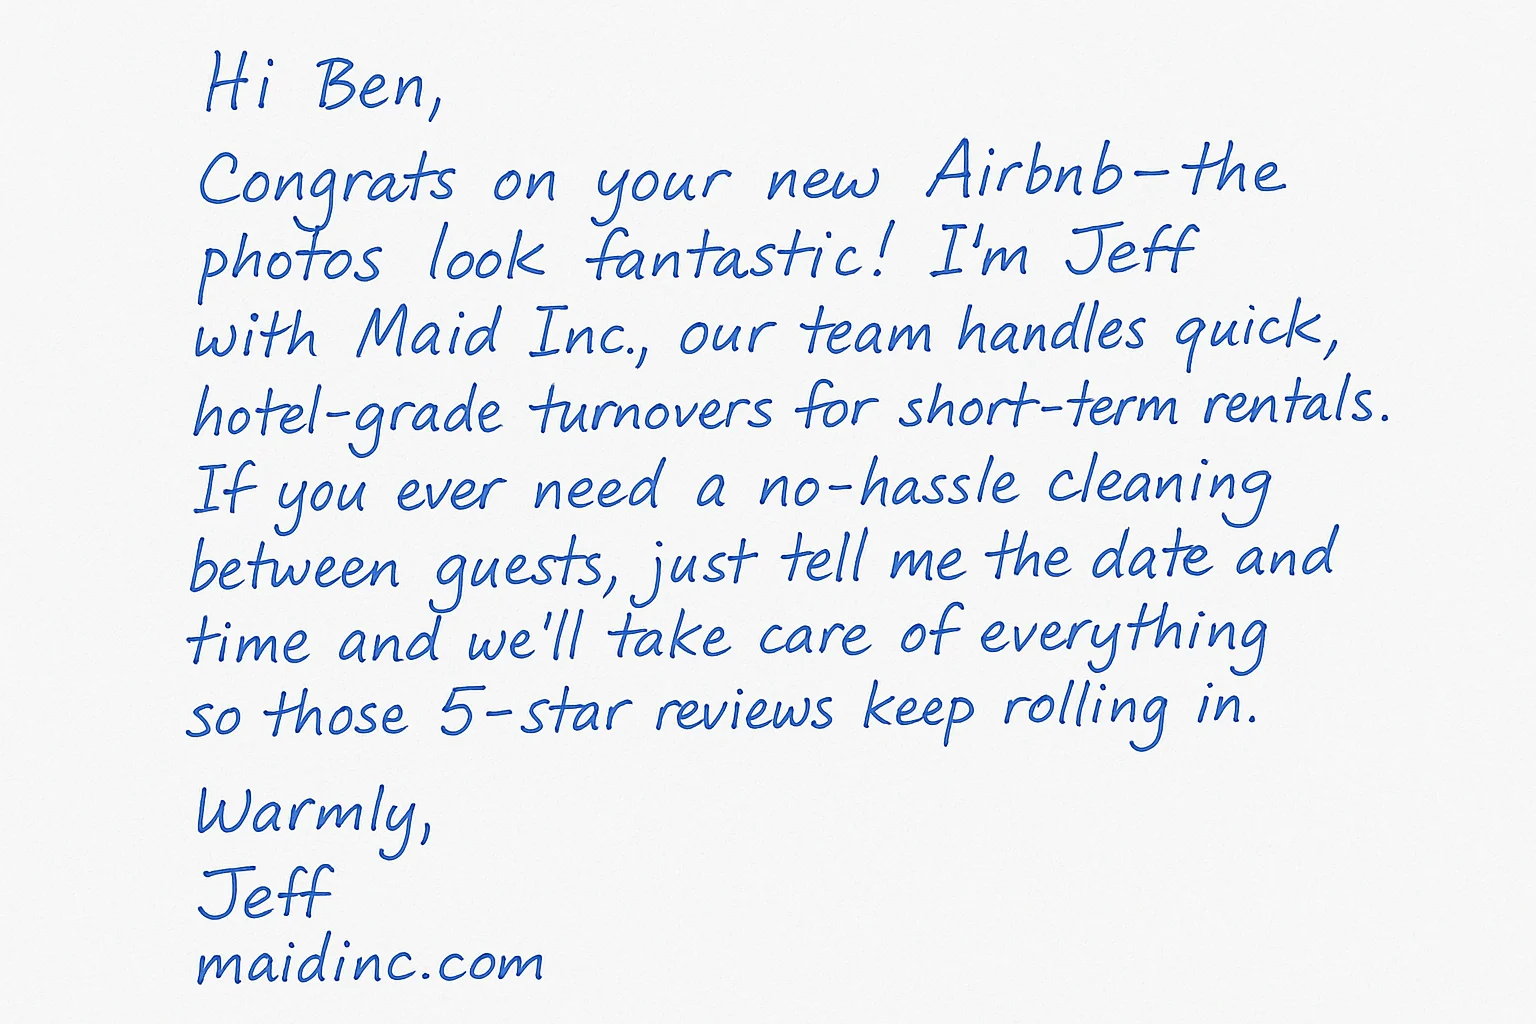 Hi Ben,
Congrats on your new Airbnb–the
photos look fantastic! I'm Jeff
with Maid Inc., our team handles quick,
hotel-grade turnovers for short-term rentals.
If you ever need a no-hassle cleaning
between guests, just tell me the date and
time and we'll take care of everything
so those 5-star reviews keep rolling in.
Warmly,
Jeff
maidinc.com